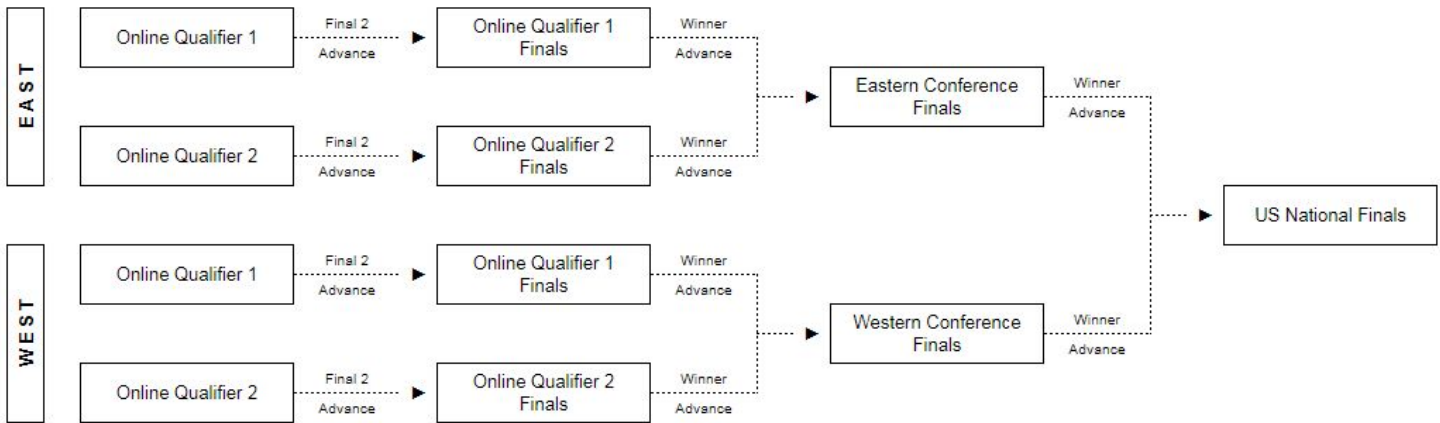 EAST
Online Qualifier 1
Final 2
Advance
Online Qualifier 1
Finals
Winner
Advance
Online Qualifier 2
Final 2
Advance
Online Qualifier 2
Finals
Winner
Advance
Eastern Conference
Finals
Winner
Advance
WEST
Online Qualifier 1
Final 2
Advance
Online Qualifier 1
Finals
Winner
Advance
Online Qualifier 2
Final 2
Advance
Online Qualifier 2
Finals
Winner
Advance
Western Conference
Finals
Winner
Advance
US National Finals